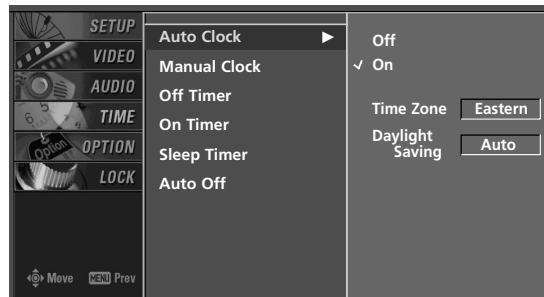 SETUP
VIDEO
AUDIO
TIME
Option OPTION
LOCK
Move MENU Prev
Auto Clock
Manual Clock
Off Timer
On Timer
Sleep Timer
Auto Off
Off
On
Time Zone Eastern
Daylight
Saving Auto